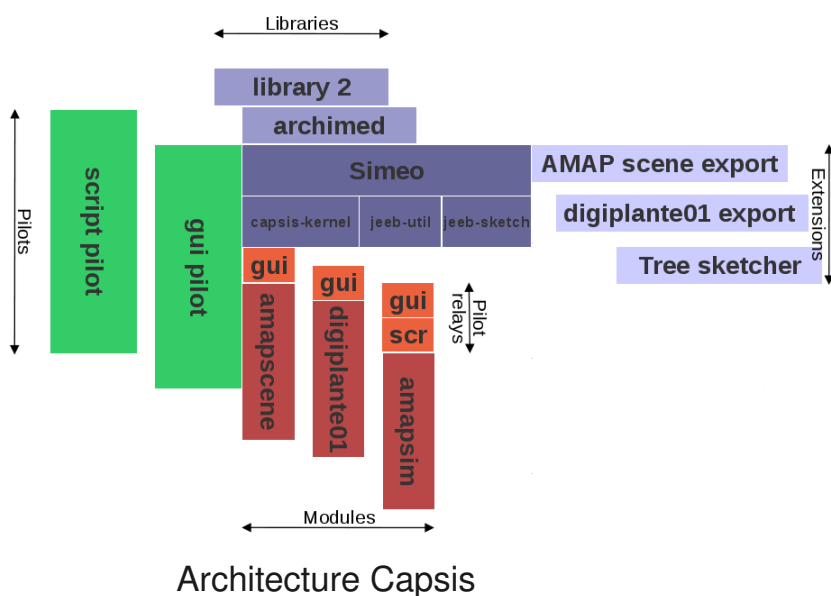 Libraries
library 2
archimed
Simeo
AMAP scene export
capsis-kernel
jeeb-util
jeeb-sketch
digiplante01 export
Tree sketcher
Extensions
Pilots
script pilot
gui pilot
gui
amapscene
gui
digiplante01
gui
scr
amapsim
Pilot
relays
Modules
Architecture Capsis